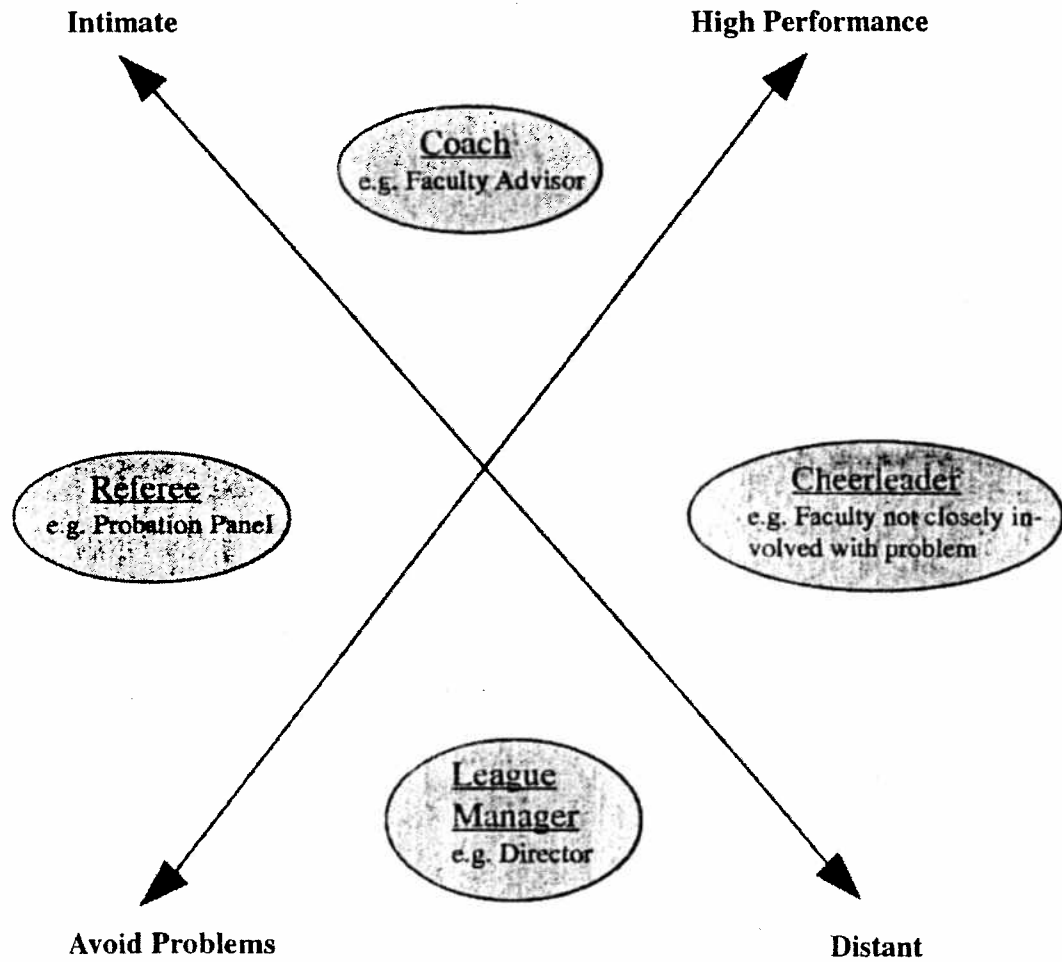 Intimate
High Performance
Coach
e.g. Faculty Advisor
Referee
e.g. Probation Panel
Cheerleader
e.g. Faculty not closely in-
volved with problem
League
Manager
e.g. Director
Avoid Problems
Distant